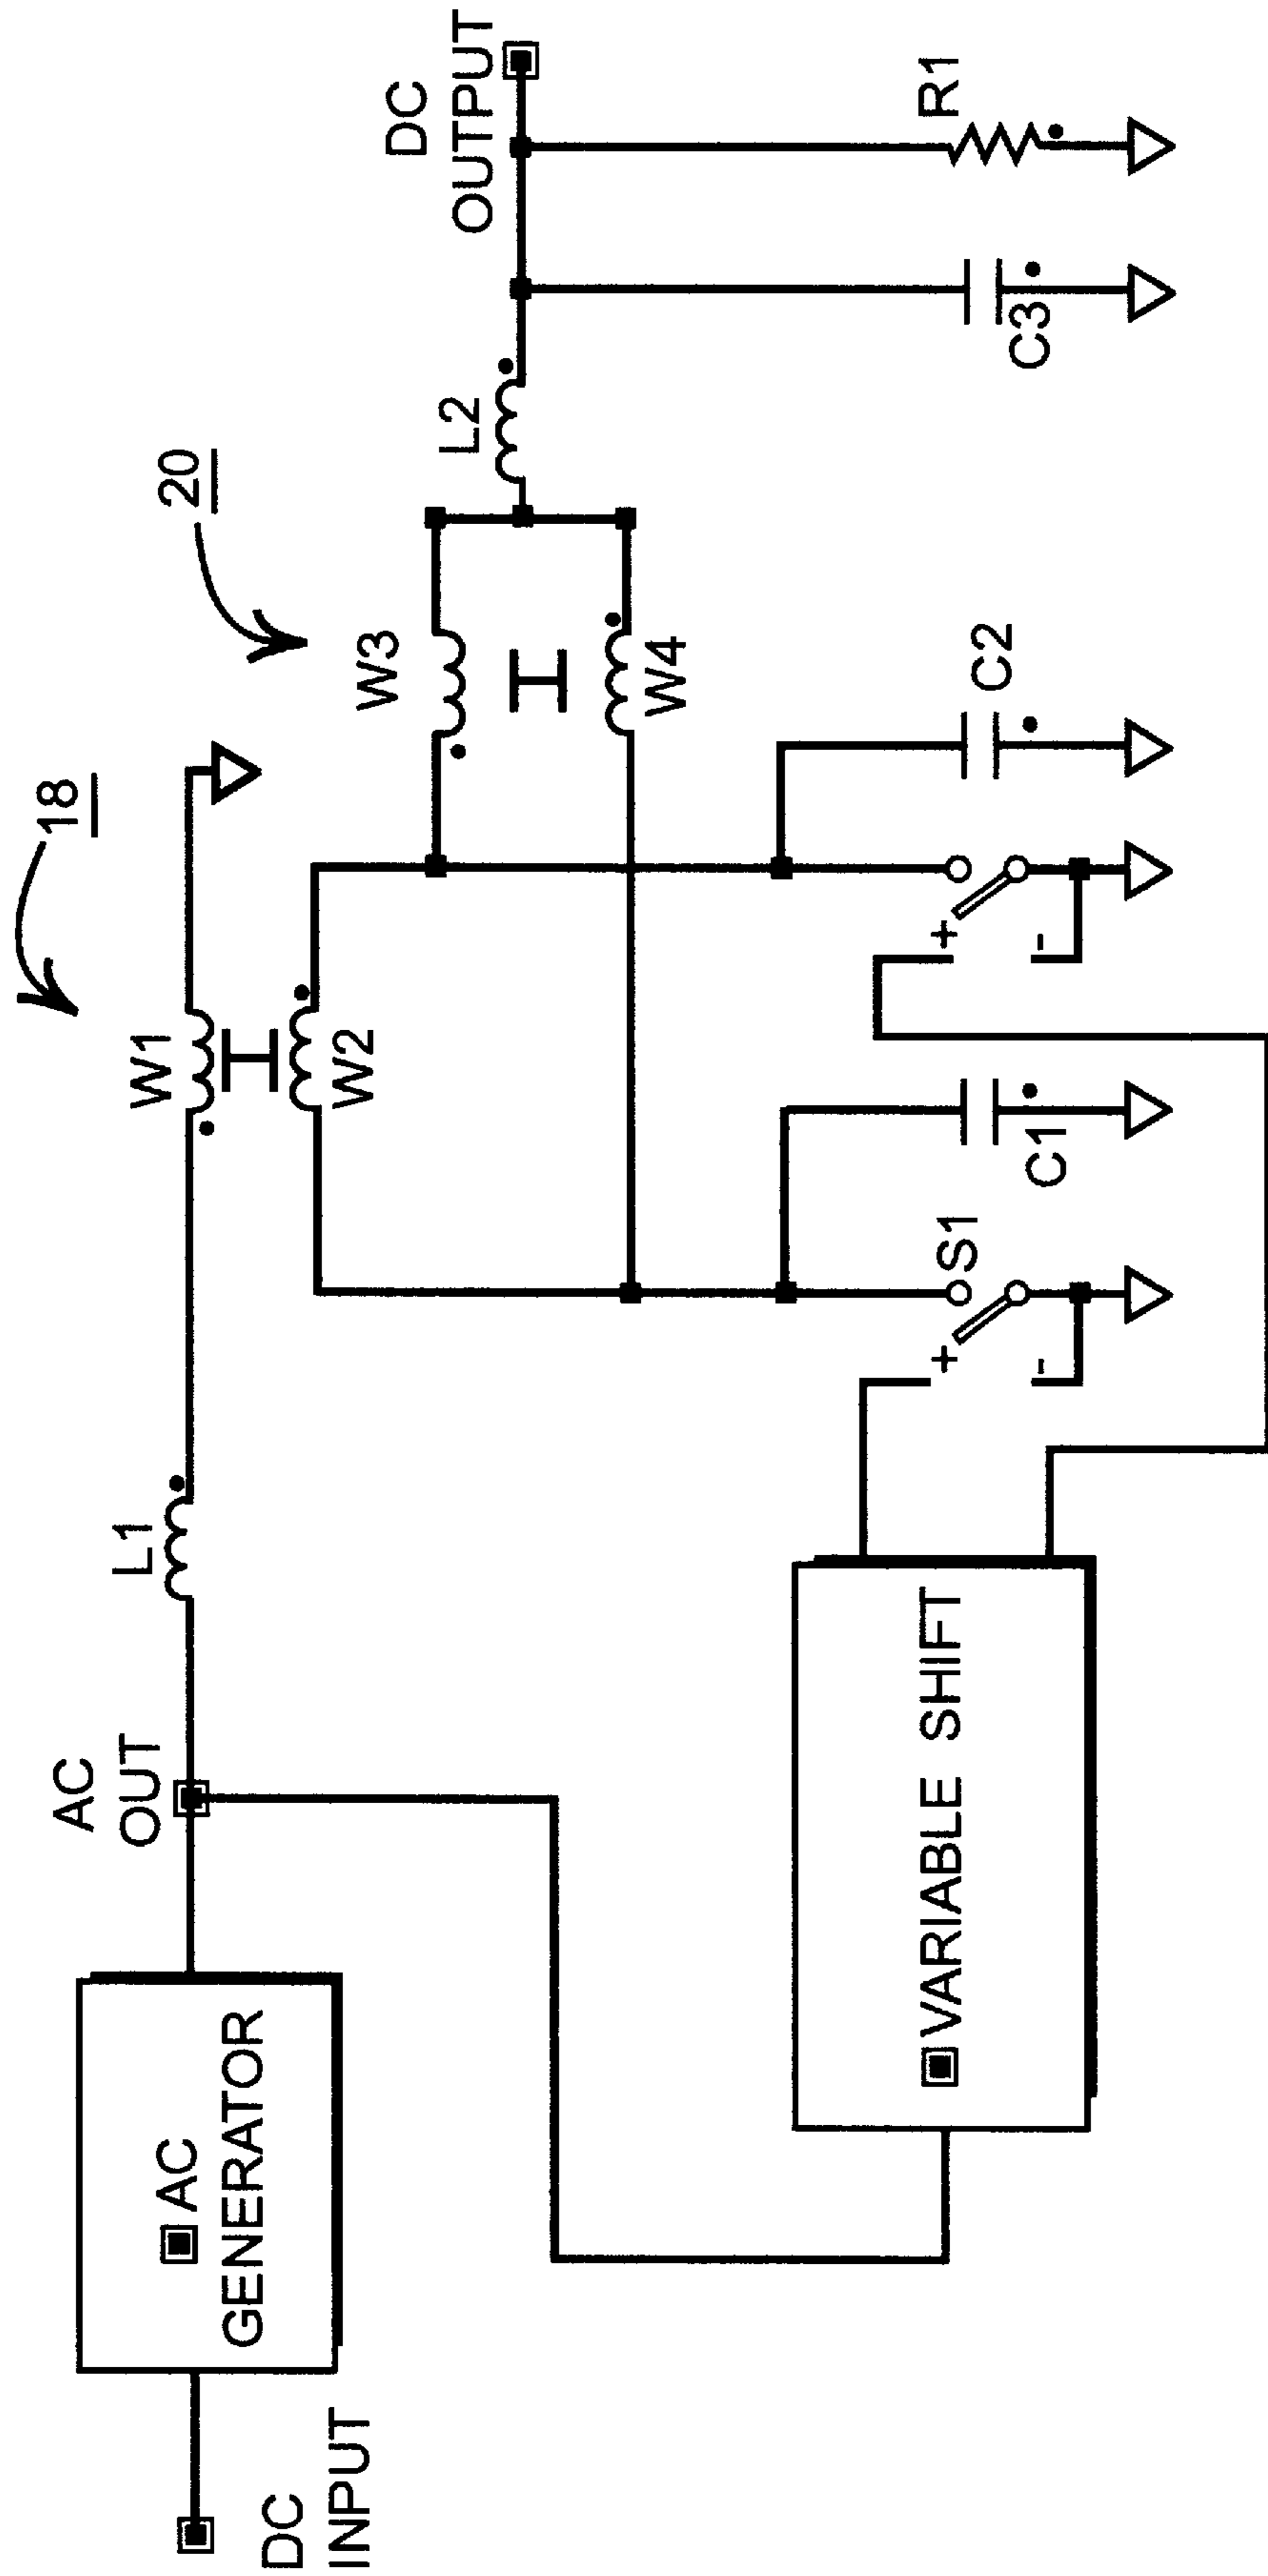 DC
INPUT
AC
GENERATOR
AC
OUT
L1
W1
W2
18
20
W3
W4
L2
DC
OUTPUT
VARIABLE SHIFT
+
-
S1
C1
+
-
C2
C3
R1